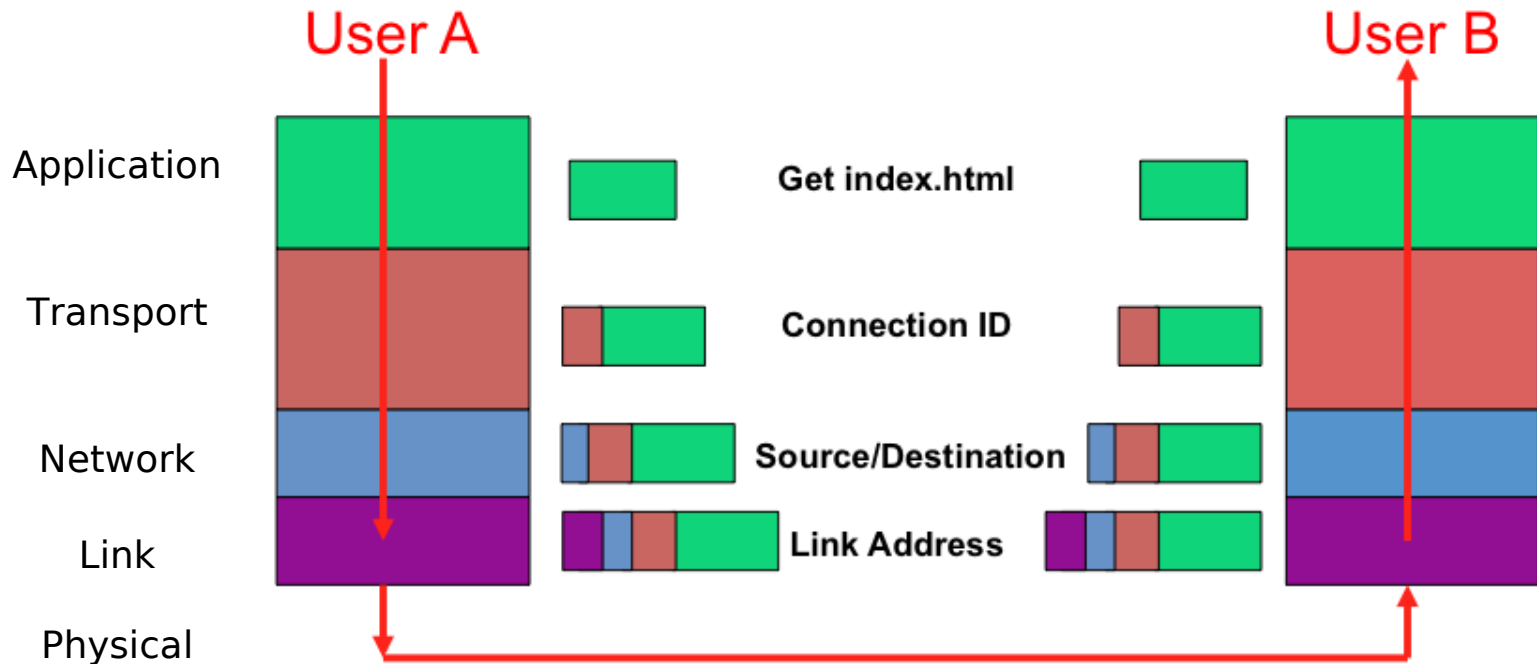 User A
User B
Application
Get index.html
Transport
Connection ID
Network
Source/Destination
Link
Link Address
Physical